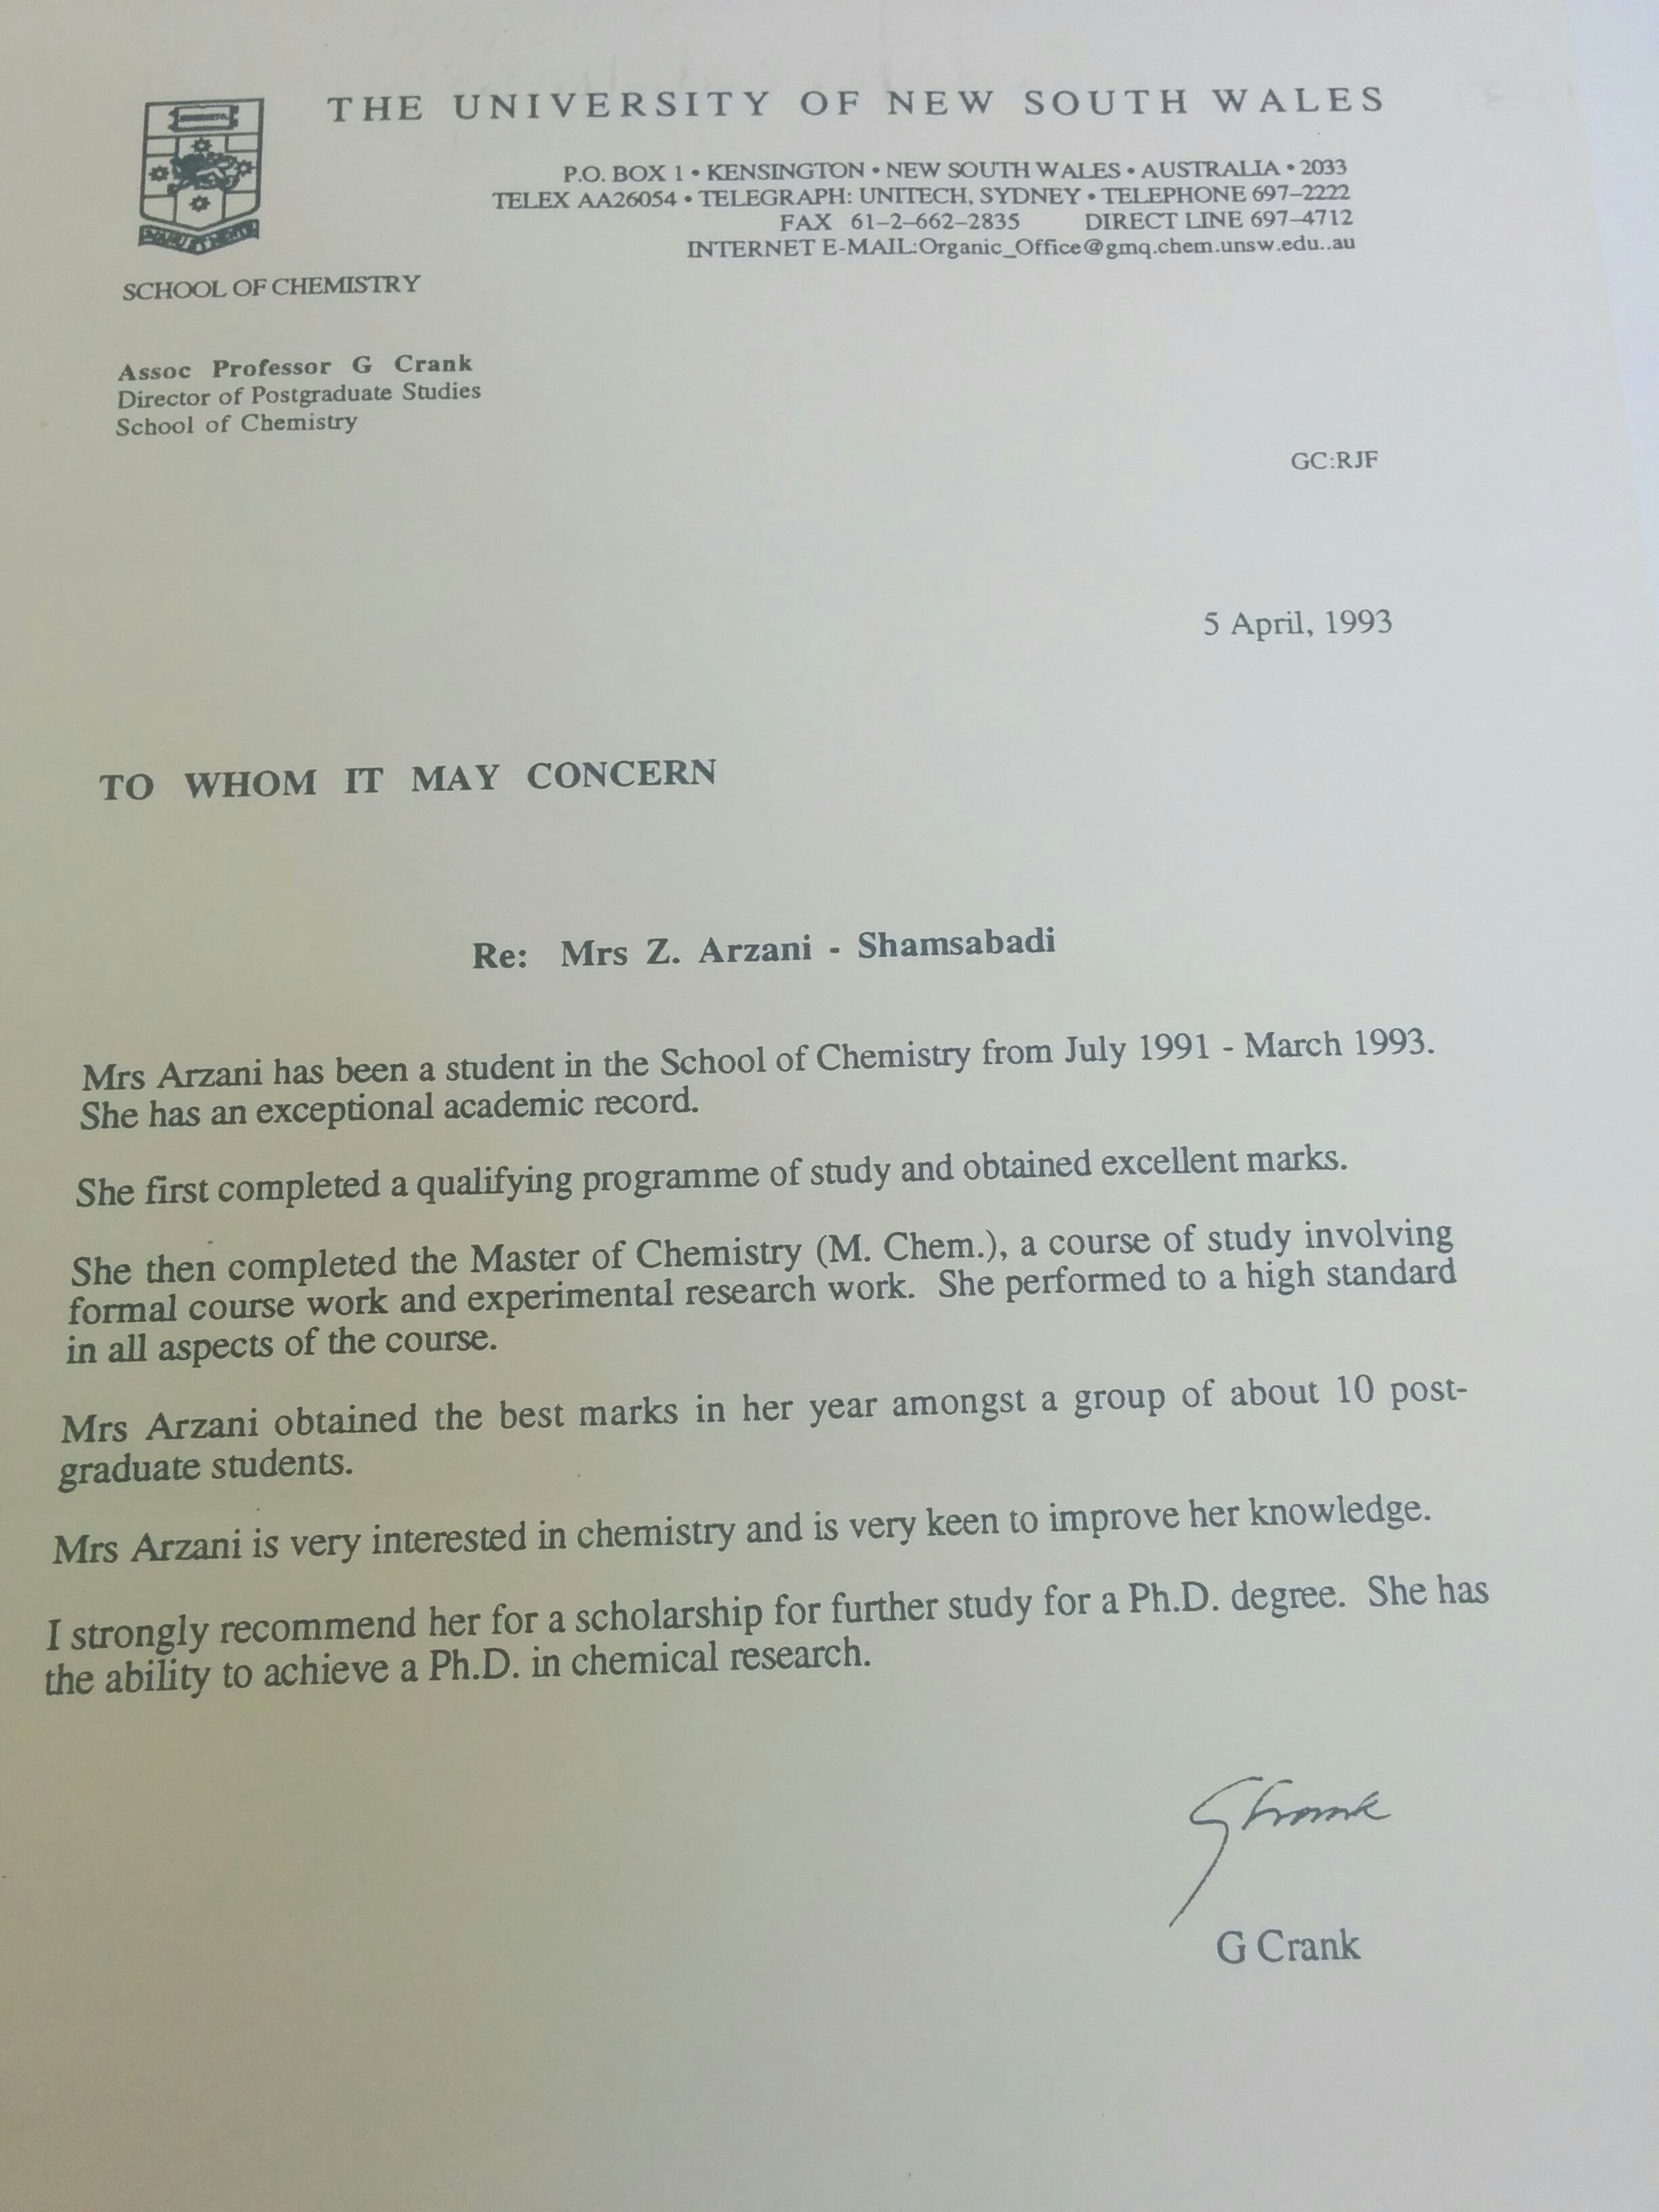 THE UNIVERSITY OF NEW SOUTH WALES
P.O. BOX 1 • KENSINGTON • NEW SOUTH WALES • AUSTRALIA • 2033
TELEX AA26054 • TELEGRAPH: UNITECH, SYDNEY • TELEPHONE 697–2222
FAX 61–2–662–2835 DIRECT LINE 697–4712
INTERNET E-MAIL:Organic_Office@gmq.chem.unsw.edu..au
SCHOOL OF CHEMISTRY
Assoc Professor G Crank
Director of Postgraduate Studies
School of Chemistry
GC:RJF
5 April, 1993
TO WHOM IT MAY CONCERN
Re: Mrs Z. Arzani - Shamsabadi
Mrs Arzani has been a student in the School of Chemistry from July 1991 - March 1993.
She has an exceptional academic record.
She first completed a qualifying programme of study and obtained excellent marks.
She then completed the Master of Chemistry (M. Chem.), a course of study involving
formal course work and experimental research work. She performed to a high standard
in all aspects of the course.
Mrs Arzani obtained the best marks in her year amongst a group of about 10 post-
graduate students.
Mrs Arzani is very interested in chemistry and is very keen to improve her knowledge.
I strongly recommend her for a scholarship for further study for a Ph.D. degree. She has
the ability to achieve a Ph.D. in chemical research.
G Crank
G Crank